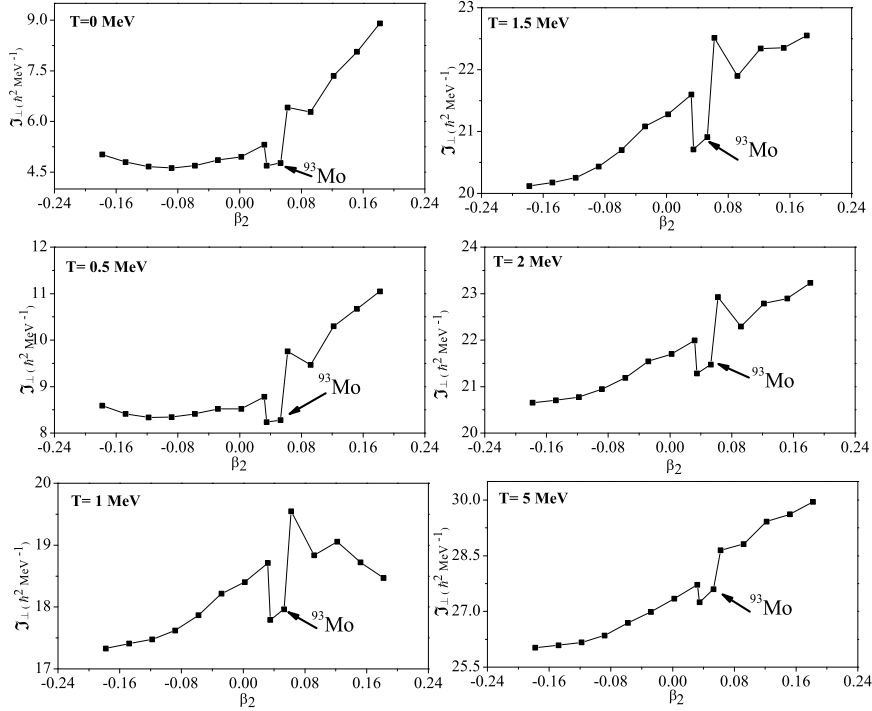 T=0 MeV
𝕴⊥(ℏ² MeV⁻¹)
9.0
7.5
6.0
4.5
⁹³Mo
-0.24 -0.16 -0.08 0.00 0.08 0.16 0.24
β₂
T= 1.5 MeV
𝕴⊥(ℏ² MeV⁻¹)
23
22
21
20
⁹³Mo
-0.24 -0.16 -0.08 0.00 0.08 0.16 0.24
β₂
T= 0.5 MeV
𝕴⊥(ℏ² MeV⁻¹)
12
11
10
9
8
⁹³Mo
-0.24 -0.16 -0.08 0.00 0.08 0.16 0.24
β₂
T= 2 MeV
𝕴⊥(ℏ² MeV⁻¹)
24
23
22
21
20
⁹³Mo
-0.24 -0.16 -0.08 0.00 0.08 0.16 0.24
β₂
T= 1 MeV
𝕴⊥(ℏ² MeV⁻¹)
20
19
18
17
⁹³Mo
-0.24 -0.16 -0.08 0.00 0.08 0.16 0.24
β₂
T= 5 MeV
𝕴⊥(ℏ² MeV⁻¹)
30.0
28.5
27.0
25.5
⁹³Mo
-0.24 -0.16 -0.08 0.00 0.08 0.16 0.24
β₂